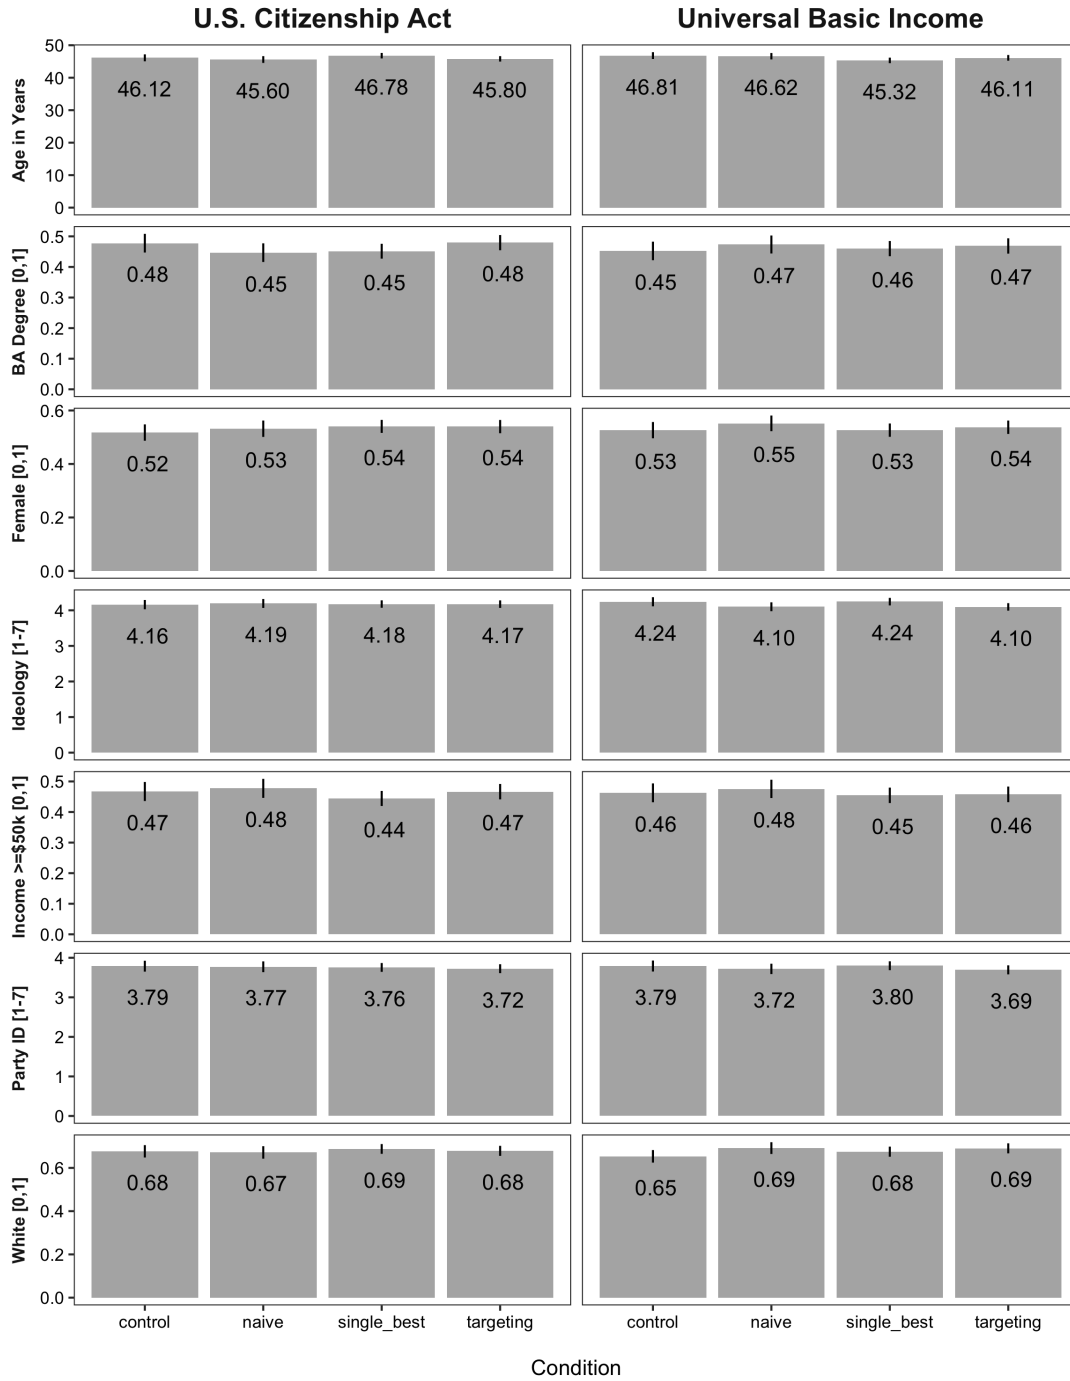 U.S. Citizenship Act
Universal Basic Income
Age in Years
50
40
30
20
10
0
46.12 45.60 46.78 45.80
46.81 46.62 45.32 46.11
BA Degree [0,1]
0.5
0.4
0.3
0.2
0.1
0.0
0.48 0.45 0.45 0.48
0.45 0.47 0.46 0.47
Female [0,1]
0.6
0.4
0.2
0.0
0.52 0.53 0.54 0.54
0.53 0.55 0.53 0.54
Ideology [1-7]
4
3
2
1
0
4.16 4.19 4.18 4.17
4.24 4.10 4.24 4.10
Income >=$50k [0,1]
0.5
0.4
0.3
0.2
0.1
0.0
0.47 0.48 0.44 0.47
0.46 0.48 0.45 0.46
Party ID [1-7]
4
3
2
1
0
3.79 3.77 3.76 3.72
3.79 3.72 3.80 3.69
White [0,1]
0.6
0.4
0.2
0.0
0.68 0.67 0.69 0.68
0.65 0.69 0.68 0.69
control naive single_best targeting
control naive single_best targeting
Condition